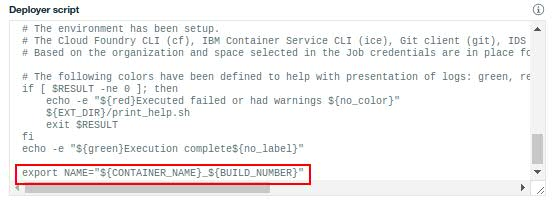 Deployer script
# The environment has been setup.
# The Cloud Foundry CLI (cf), IBM Container Service CLI (ice), Git client (git), IDS
# Based on the organization and space selected in the Job credentials are in place fo
# The following colors have been defined to help with presentation of logs: green, re
if [ $RESULT -ne 0 ]; then
echo -e "${red}Executed failed or had warnings ${no_color}"
${EXT_DIR}/print_help.sh
exit $RESULT
fi
echo -e "${green}Execution complete${no_label}"
export NAME="${CONTAINER_NAME}_${BUILD_NUMBER}"